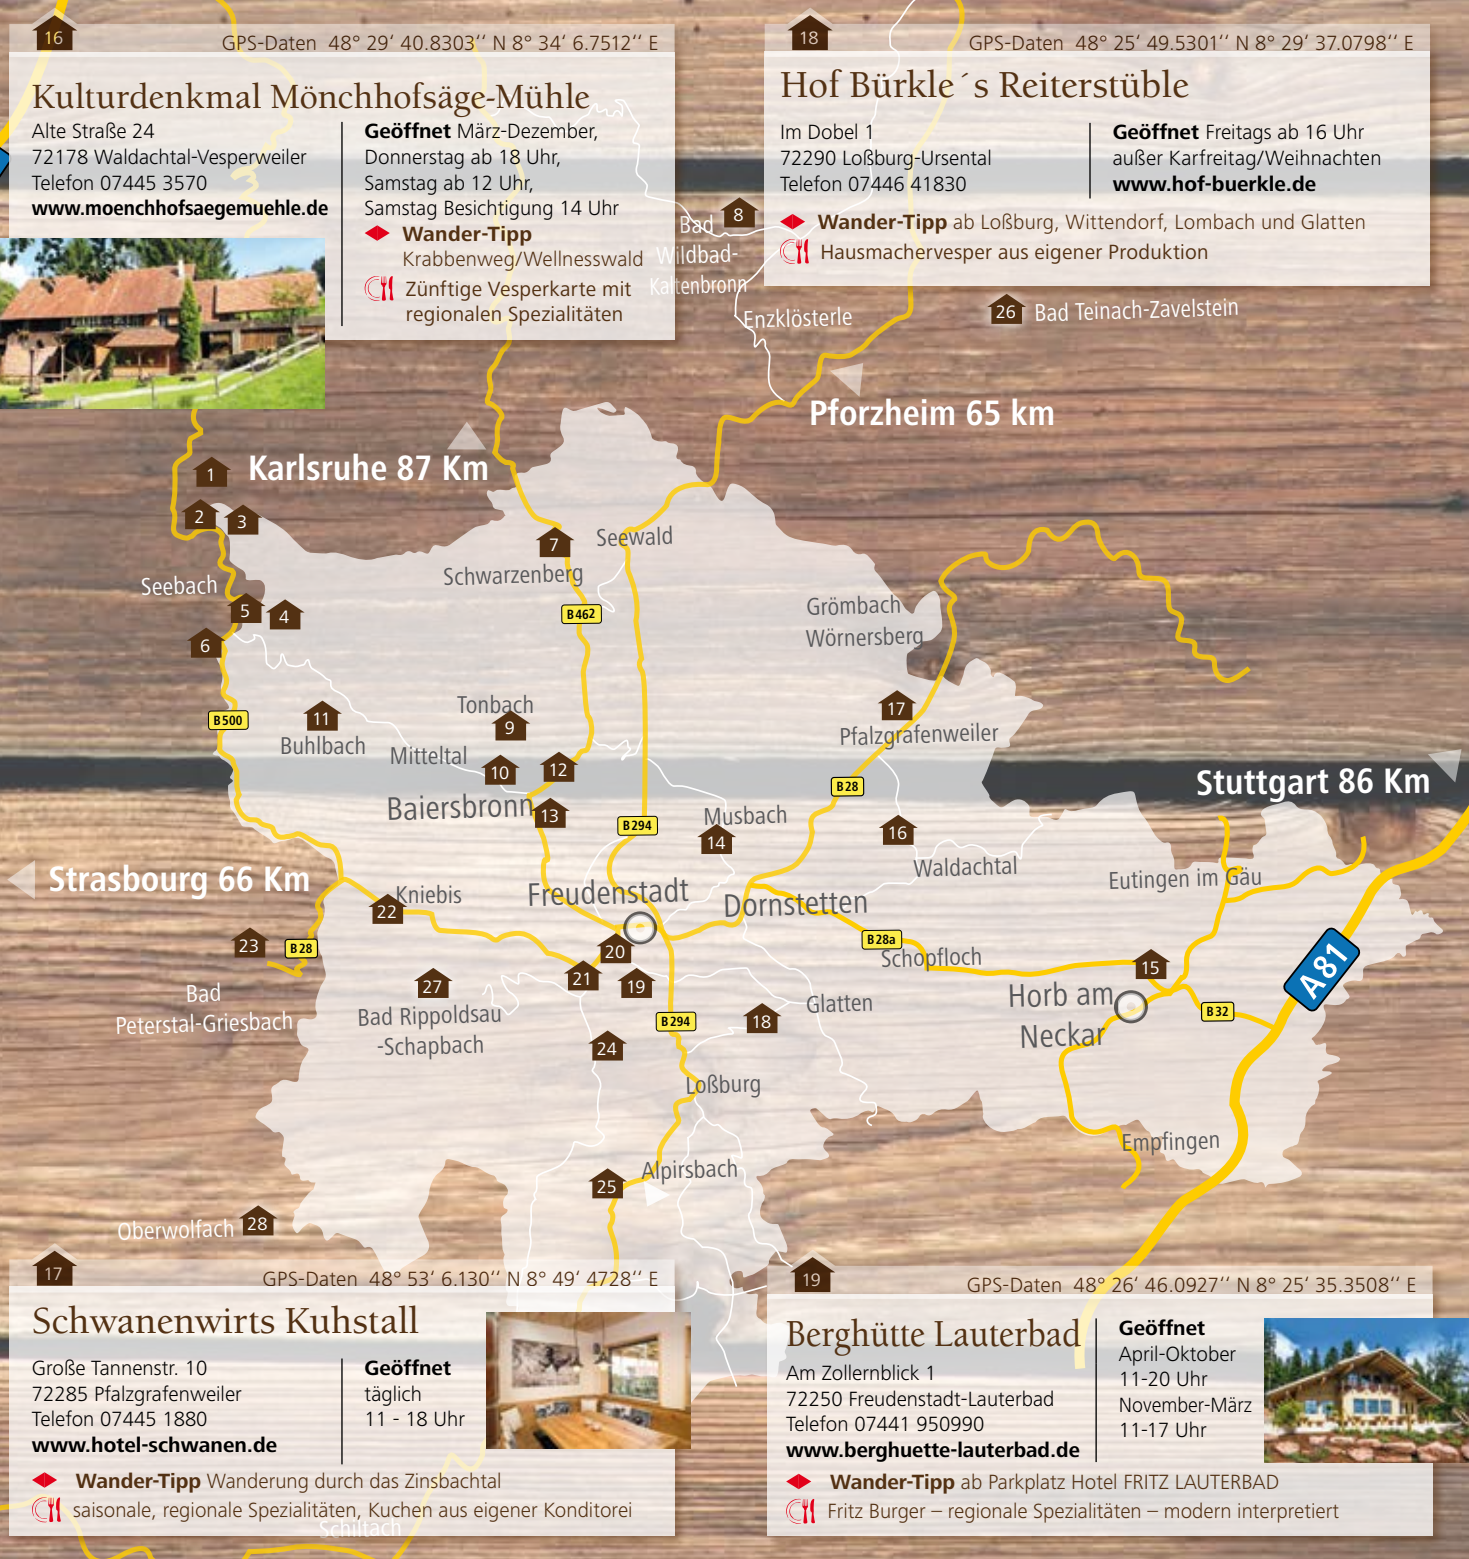 16
GPS-Daten 48° 29‘ 40.8303‘‘ N 8° 34‘ 6.7512‘‘ E
Kulturdenkmal Mönchhofsäge-Mühle
Alte Straße 24
72178 Waldachtal-Vesperweiler
Telefon 07445 3570
www.moenchhofsaegemuehle.de
Geöffnet März-Dezember,
Donnerstag ab 18 Uhr,
Samstag ab 12 Uhr,
Samstag Besichtigung 14 Uhr
Wander-Tipp
Krabbenweg/Wellnesswald
Zünftige Vesperkarte mit
regionalen Spezialitäten
18
GPS-Daten 48° 25‘ 49.5301‘‘ N 8° 29‘ 37.0798‘‘ E
Hof Bürkle´s Reiterstüble
Im Dobel 1
72290 Loßburg-Ursental
Telefon 07446 41830
Geöffnet Freitags ab 16 Uhr
außer Karfreitag/Weihnachten
www.hof-buerkle.de
Wander-Tipp ab Loßburg, Wittendorf, Lombach und Glatten
Hausmachervesper aus eigener Produktion
8
Bad
Wildbad-
Kaltenbronn
Enzklösterle
26 Bad Teinach-Zavelstein
Pforzheim 65 km
Karlsruhe 87 Km
1
2
3
7
Seewald
Schwarzenberg
Seebach
5
4
B462
Grömbach
Wörnersberg
6
Tonbach
9
17
B500
11
Buhlbach
Pfalzgrafenweiler
Mitteltal
10
12
Stuttgart 86 Km
B28
Baiersbronn
13
B294
Musbach
14
16
Waldachtal
Strasbourg 66 Km
Eutingen im Gäu
Kniebis
22
Freudenstadt
Dornstetten
23
B28
20
B28a
Schopfloch
15
A81
21
19
27
Bad
Peterstal-Griesbach
Bad Rippoldsau
-Schapbach
Glatten
18
B294
Horb am
Neckar
B32
24
Loßburg
Empfingen
Alpirsbach
25
Oberwolfach 28
17
GPS-Daten 48° 53‘ 6.130‘‘ N 8° 49‘ 4728‘‘ E
Schwanenwirts Kuhstall
Große Tannenstr. 10
72285 Pfalzgrafenweiler
Telefon 07445 1880
www.hotel-schwanen.de
Geöffnet
täglich
11 - 18 Uhr
Wander-Tipp Wanderung durch das Zinsbachtal
saisonale, regionale Spezialitäten, Kuchen aus eigener Konditorei
Schiltach
19
GPS-Daten 48° 26‘ 46.0927‘‘ N 8° 25‘ 35.3508‘‘ E
Berghütte Lauterbad
Am Zollernblick 1
72250 Freudenstadt-Lauterbad
Telefon 07441 950990
www.berghuette-lauterbad.de
Geöffnet
April-Oktober
11-20 Uhr
November-März
11-17 Uhr
Wander-Tipp ab Parkplatz Hotel FRITZ LAUTERBAD
Fritz Burger – regionale Spezialitäten – modern interpretiert